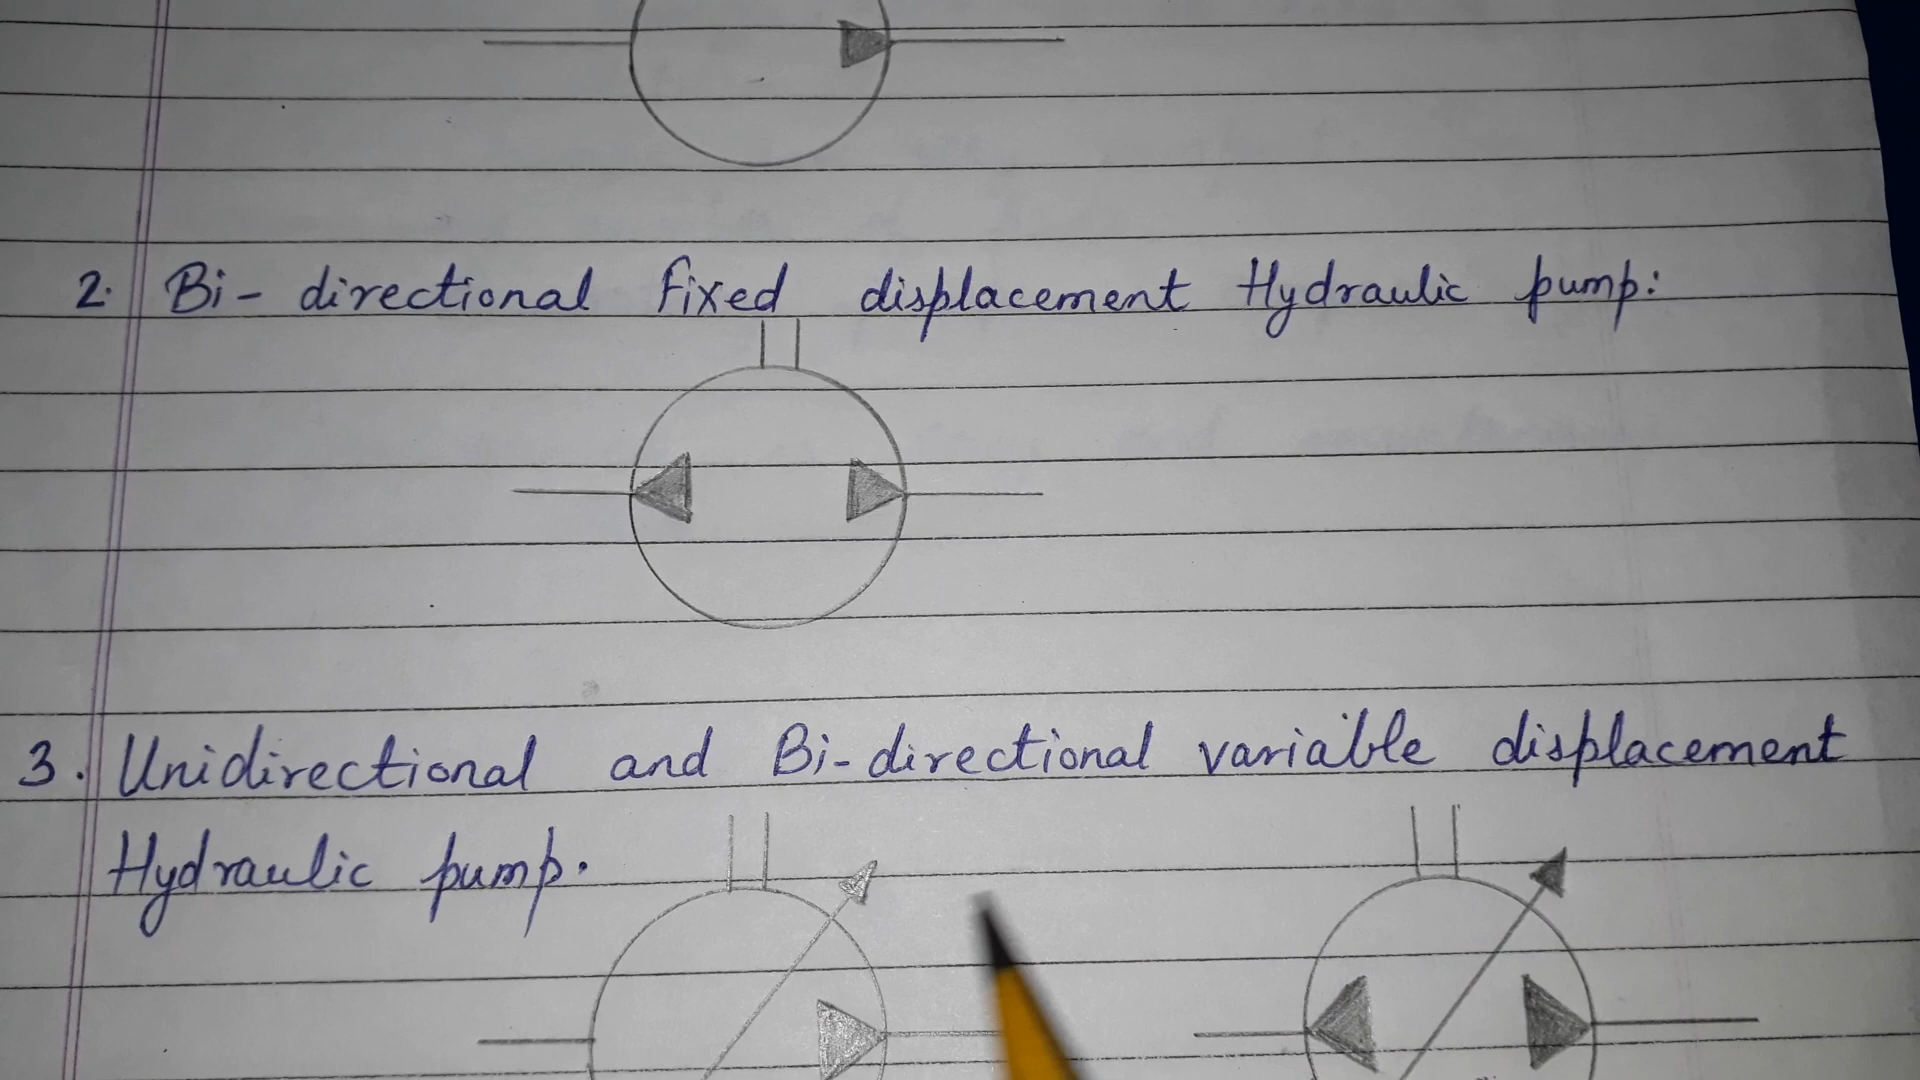 2. Bi-directional fixed displacement Hydraulic pump:
3. Unidirectional and Bi-directional variable displacement
Hydraulic pump.